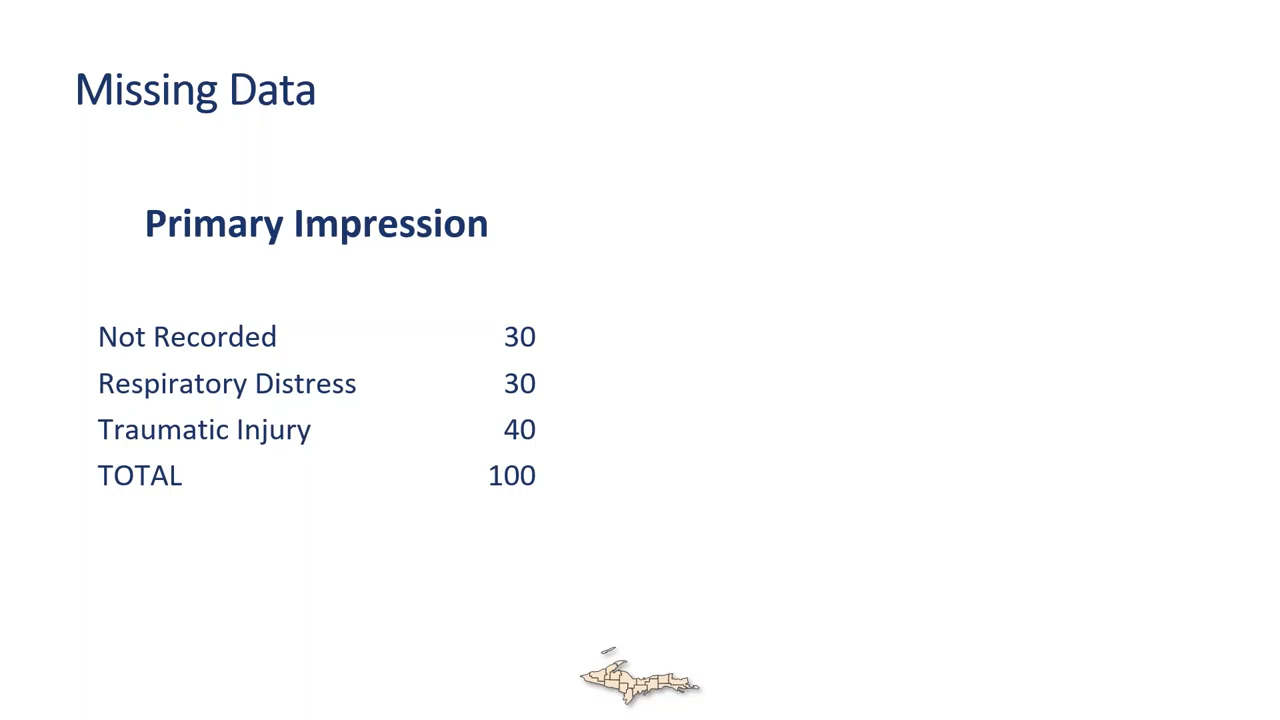 Missing Data
Primary Impression
Not Recorded 30
Respiratory Distress 30
Traumatic Injury 40
TOTAL 100